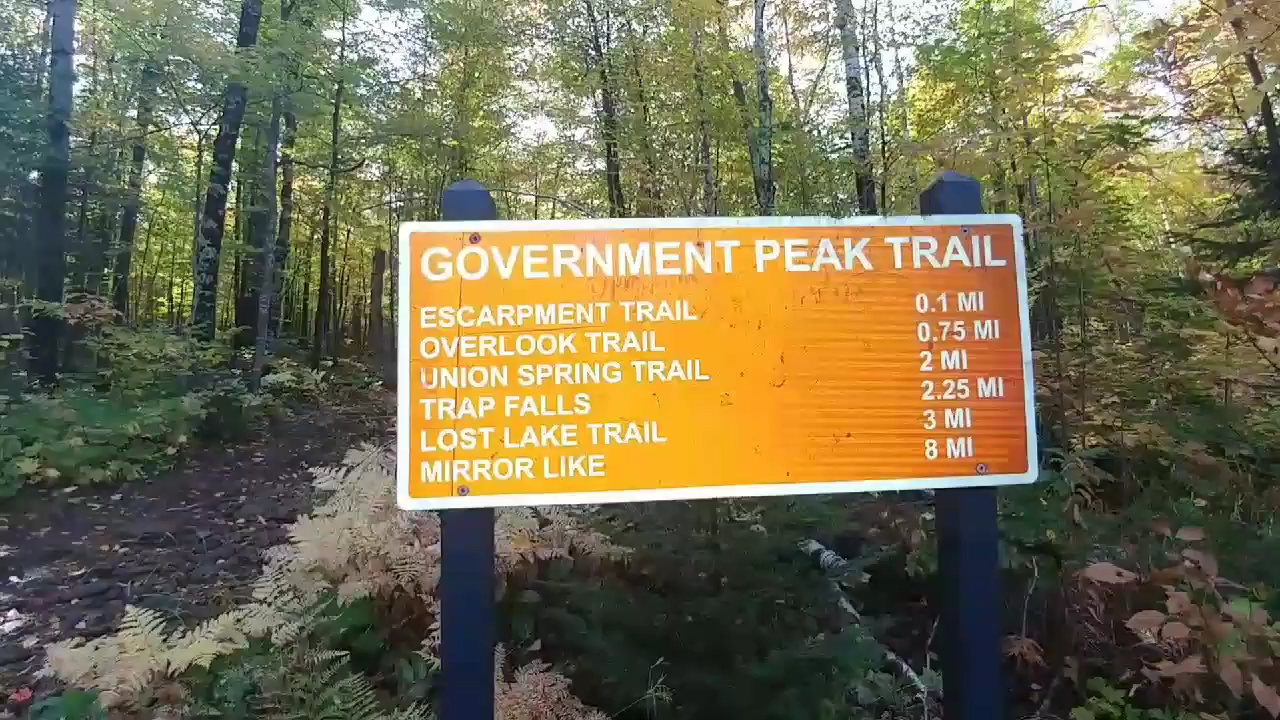 GOVERNMENT PEAK TRAIL
ESCARPMENT TRAIL 0.1 MI
OVERLOOK TRAIL 0.75 MI
UNION SPRING TRAIL 2 MI
TRAP FALLS 2.25 MI
LOST LAKE TRAIL 3 MI
MIRROR LIKE 8 MI